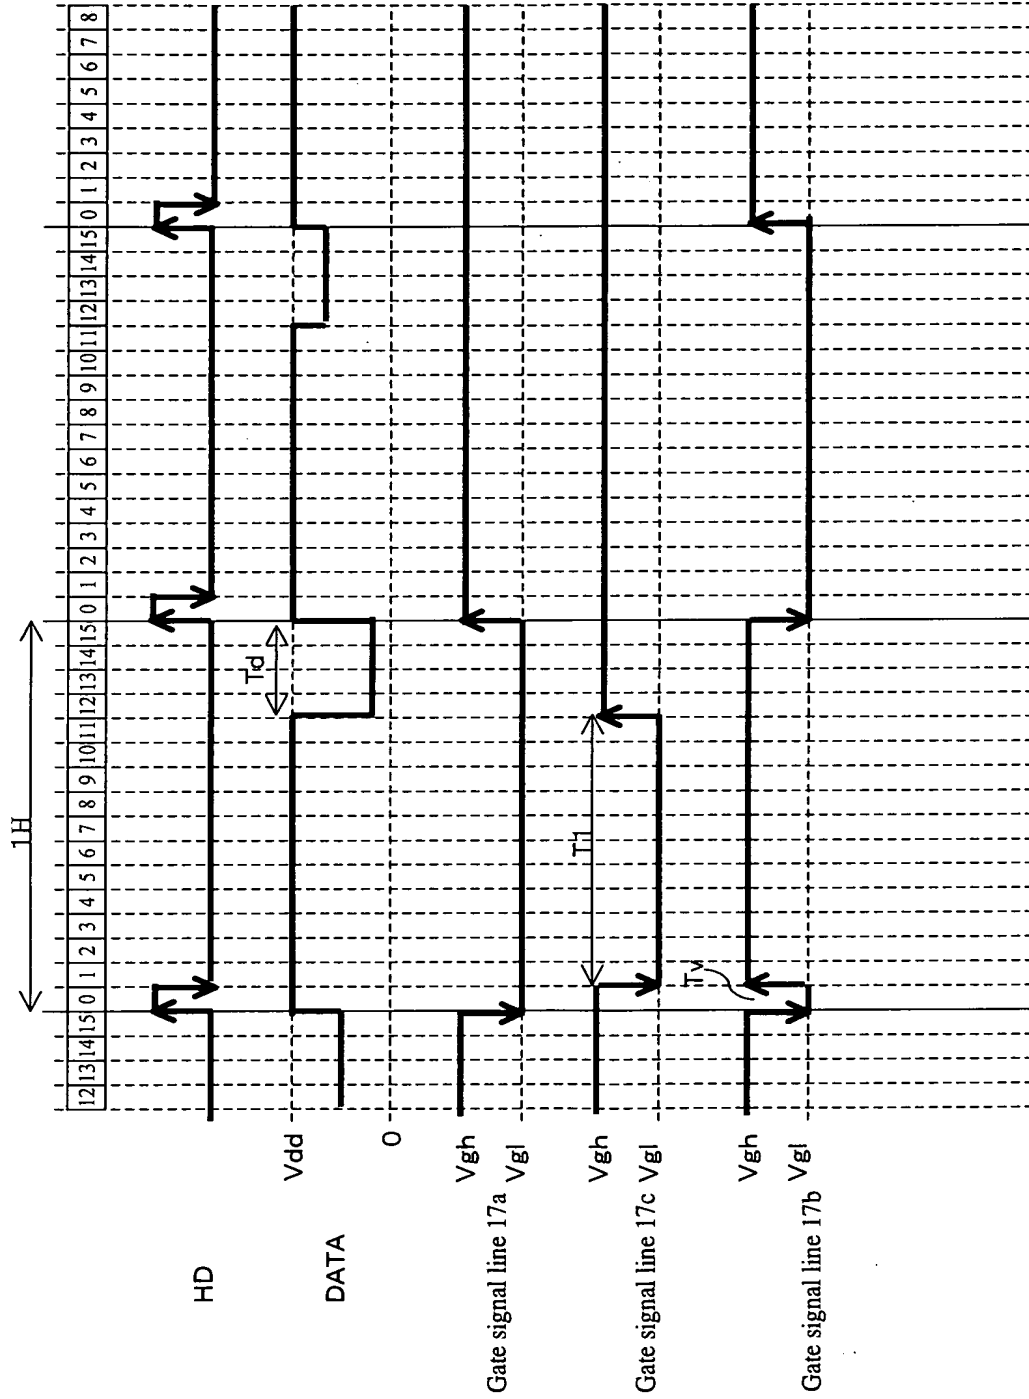 1H
12 13 14 15 0 1 2 3 4 5 6 7 8 9 10 11 12 13 14 15 0 1 2 3 4 5 6 7 8 9 10 11 12 13 14 15 0 1 2 3 4 5 6 7 8
HD
Vdd
Td
DATA
0
Vgh
Vgl
Gate signal line 17a
Vgh
T1
Vgl
Gate signal line 17c
Tv
Vgh
Vgl
Gate signal line 17b